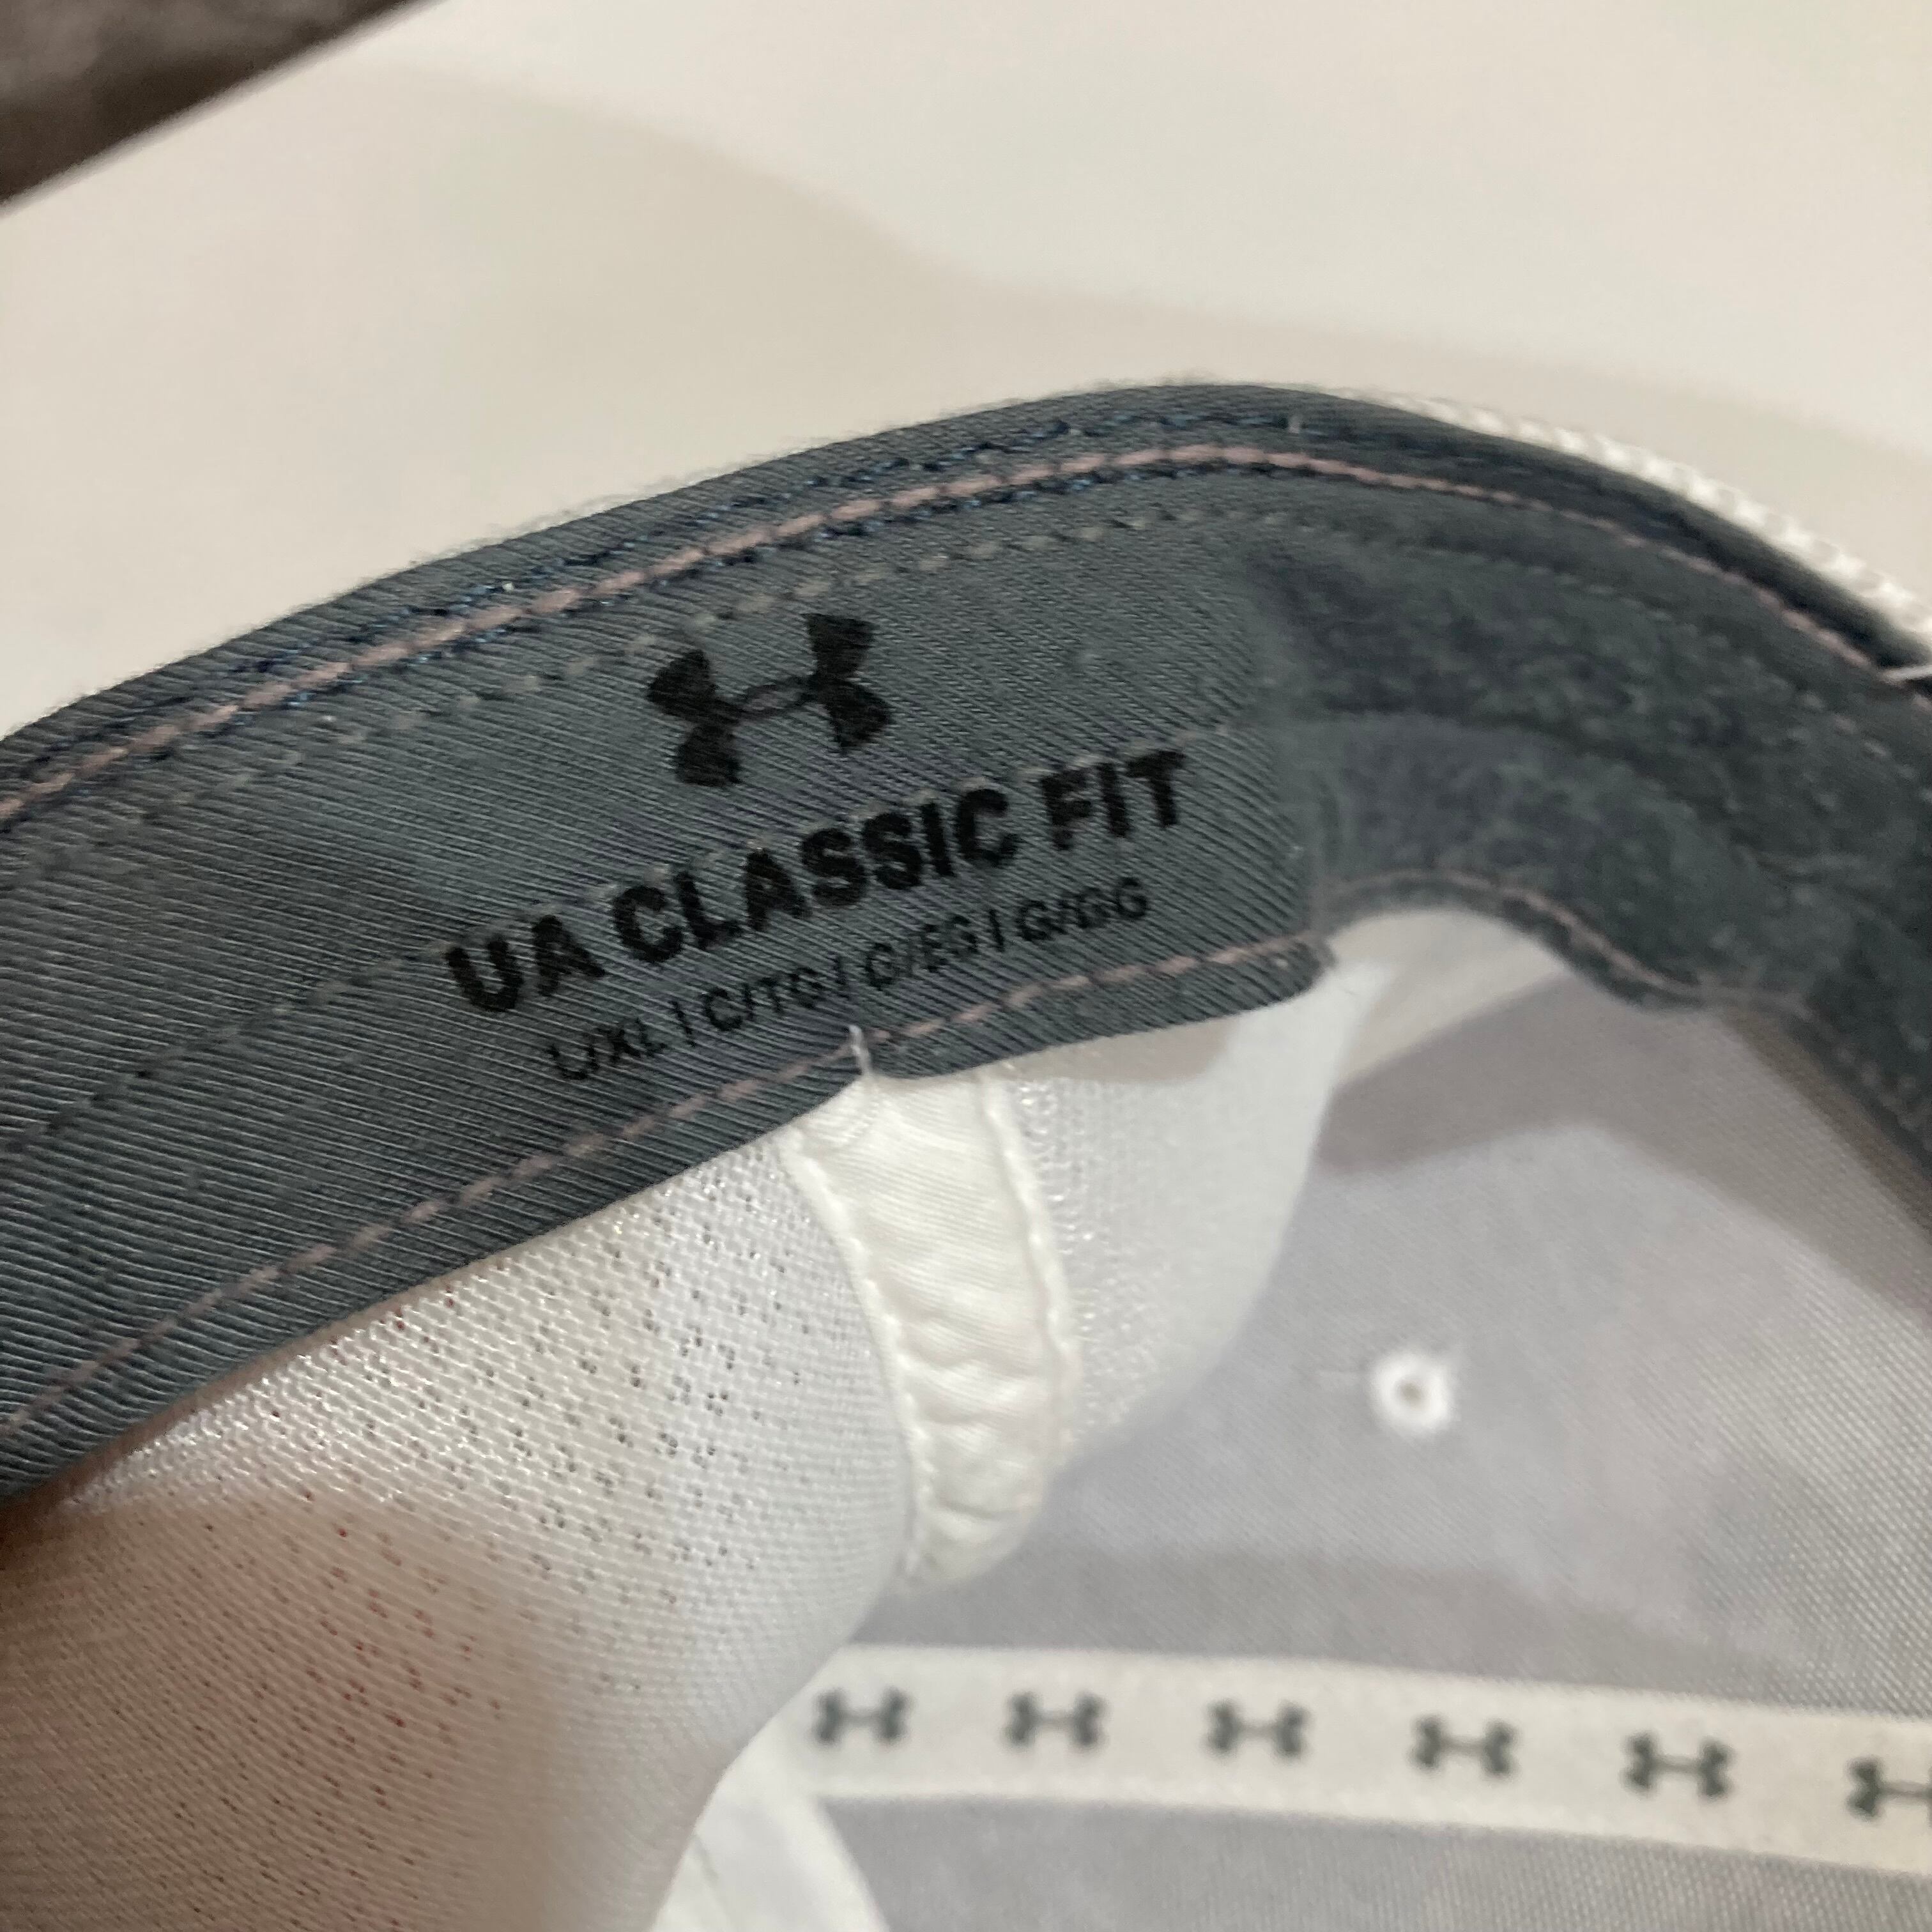 UA CLASSIC FIT
L/XL | G/TG | G/EG | G/GG